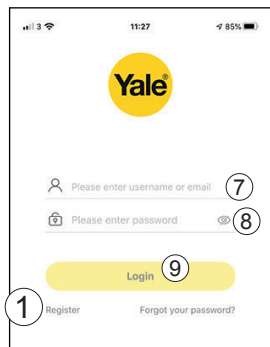 3 11:27 85%
Yale®
Please enter username or email 7
Please enter password 8
Login 9
1
Register Forgot your password?